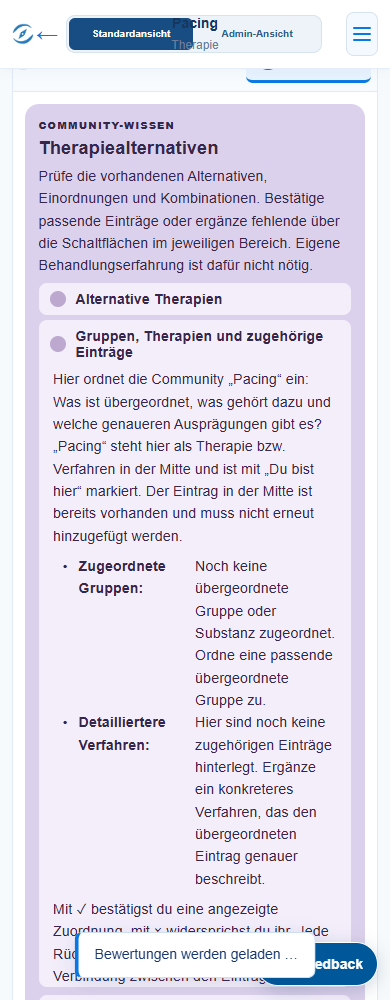 Pacing
Standardansicht
Admin-Ansicht
Therapie
COMMUNITY-WISSEN
Therapiealternativen
Prüfe die vorhandenen Alternativen,
Einordnungen und Kombinationen. Bestätige
passende Einträge oder ergänze fehlende über
die Schaltflächen im jeweiligen Bereich. Eigene
Behandlungserfahrung ist dafür nicht nötig.
Alternative Therapien
Gruppen, Therapien und zugehörige
Einträge
Hier ordnet die Community „Pacing“ ein:
Was ist übergeordnet, was gehört dazu und
welche genaueren Ausprägungen gibt es?
„Pacing“ steht hier als Therapie bzw.
Verfahren in der Mitte und ist mit „Du bist
hier“ markiert. Der Eintrag in der Mitte ist
bereits vorhanden und muss nicht erneut
hinzugefügt werden.
• Zugeordnete Gruppen:
Noch keine
übergeordnete
Gruppe oder
Substanz zugeordnet.
Ordne eine passende
übergeordnete
Gruppe zu.
• Detailliertere Verfahren:
Hier sind noch keine
zugehörigen Einträge
hinterlegt. Ergänze
ein konkreteres
Verfahren, das den
übergeordneten
Eintrag genauer
beschreibt.
Mit ✓ bestätigst du eine angezeigte
Zuordnung, mit × widersprichst du ihr. Jede
Bewertungen werden geladen …